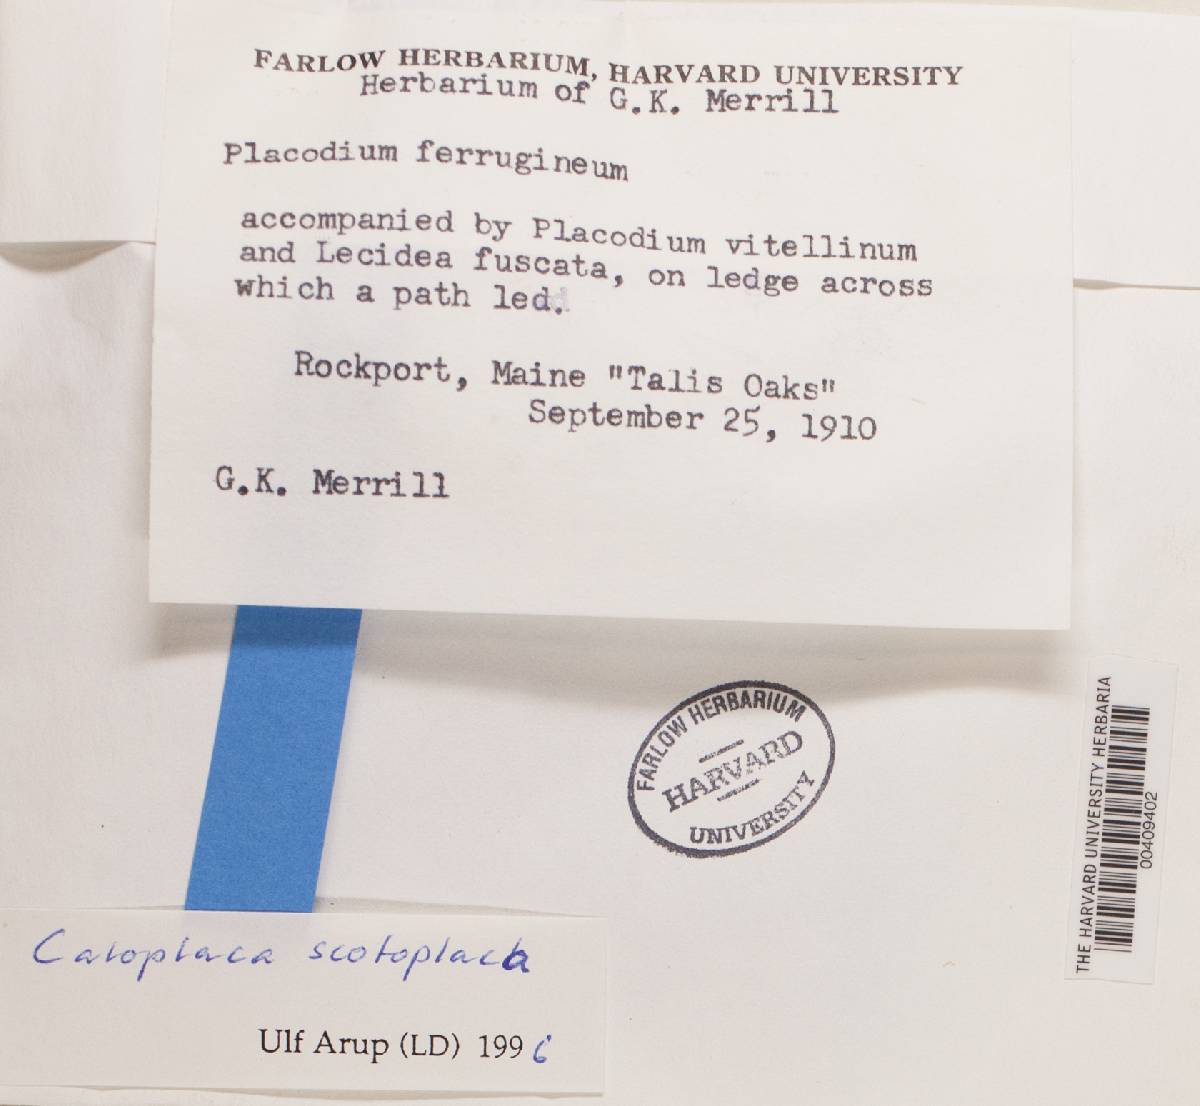 FARLOW HERBARIUM, HARVARD UNIVERSITY
Herbarium of G.K. Merrill
Placodium ferrugineum
accompanied by Placodium vitellinum
and Lecidea fuscata, on ledge across
which a path led.
Rockport, Maine "Talis Oaks"
September 25, 1910
G.K. Merrill
FARLOW HERBARIUM
HARVARD
UNIVERSITY
THE HARVARD UNIVERSITY HERBARIA
00409402
Caloplaca scotoplaca
Ulf Arup (LD) 1996